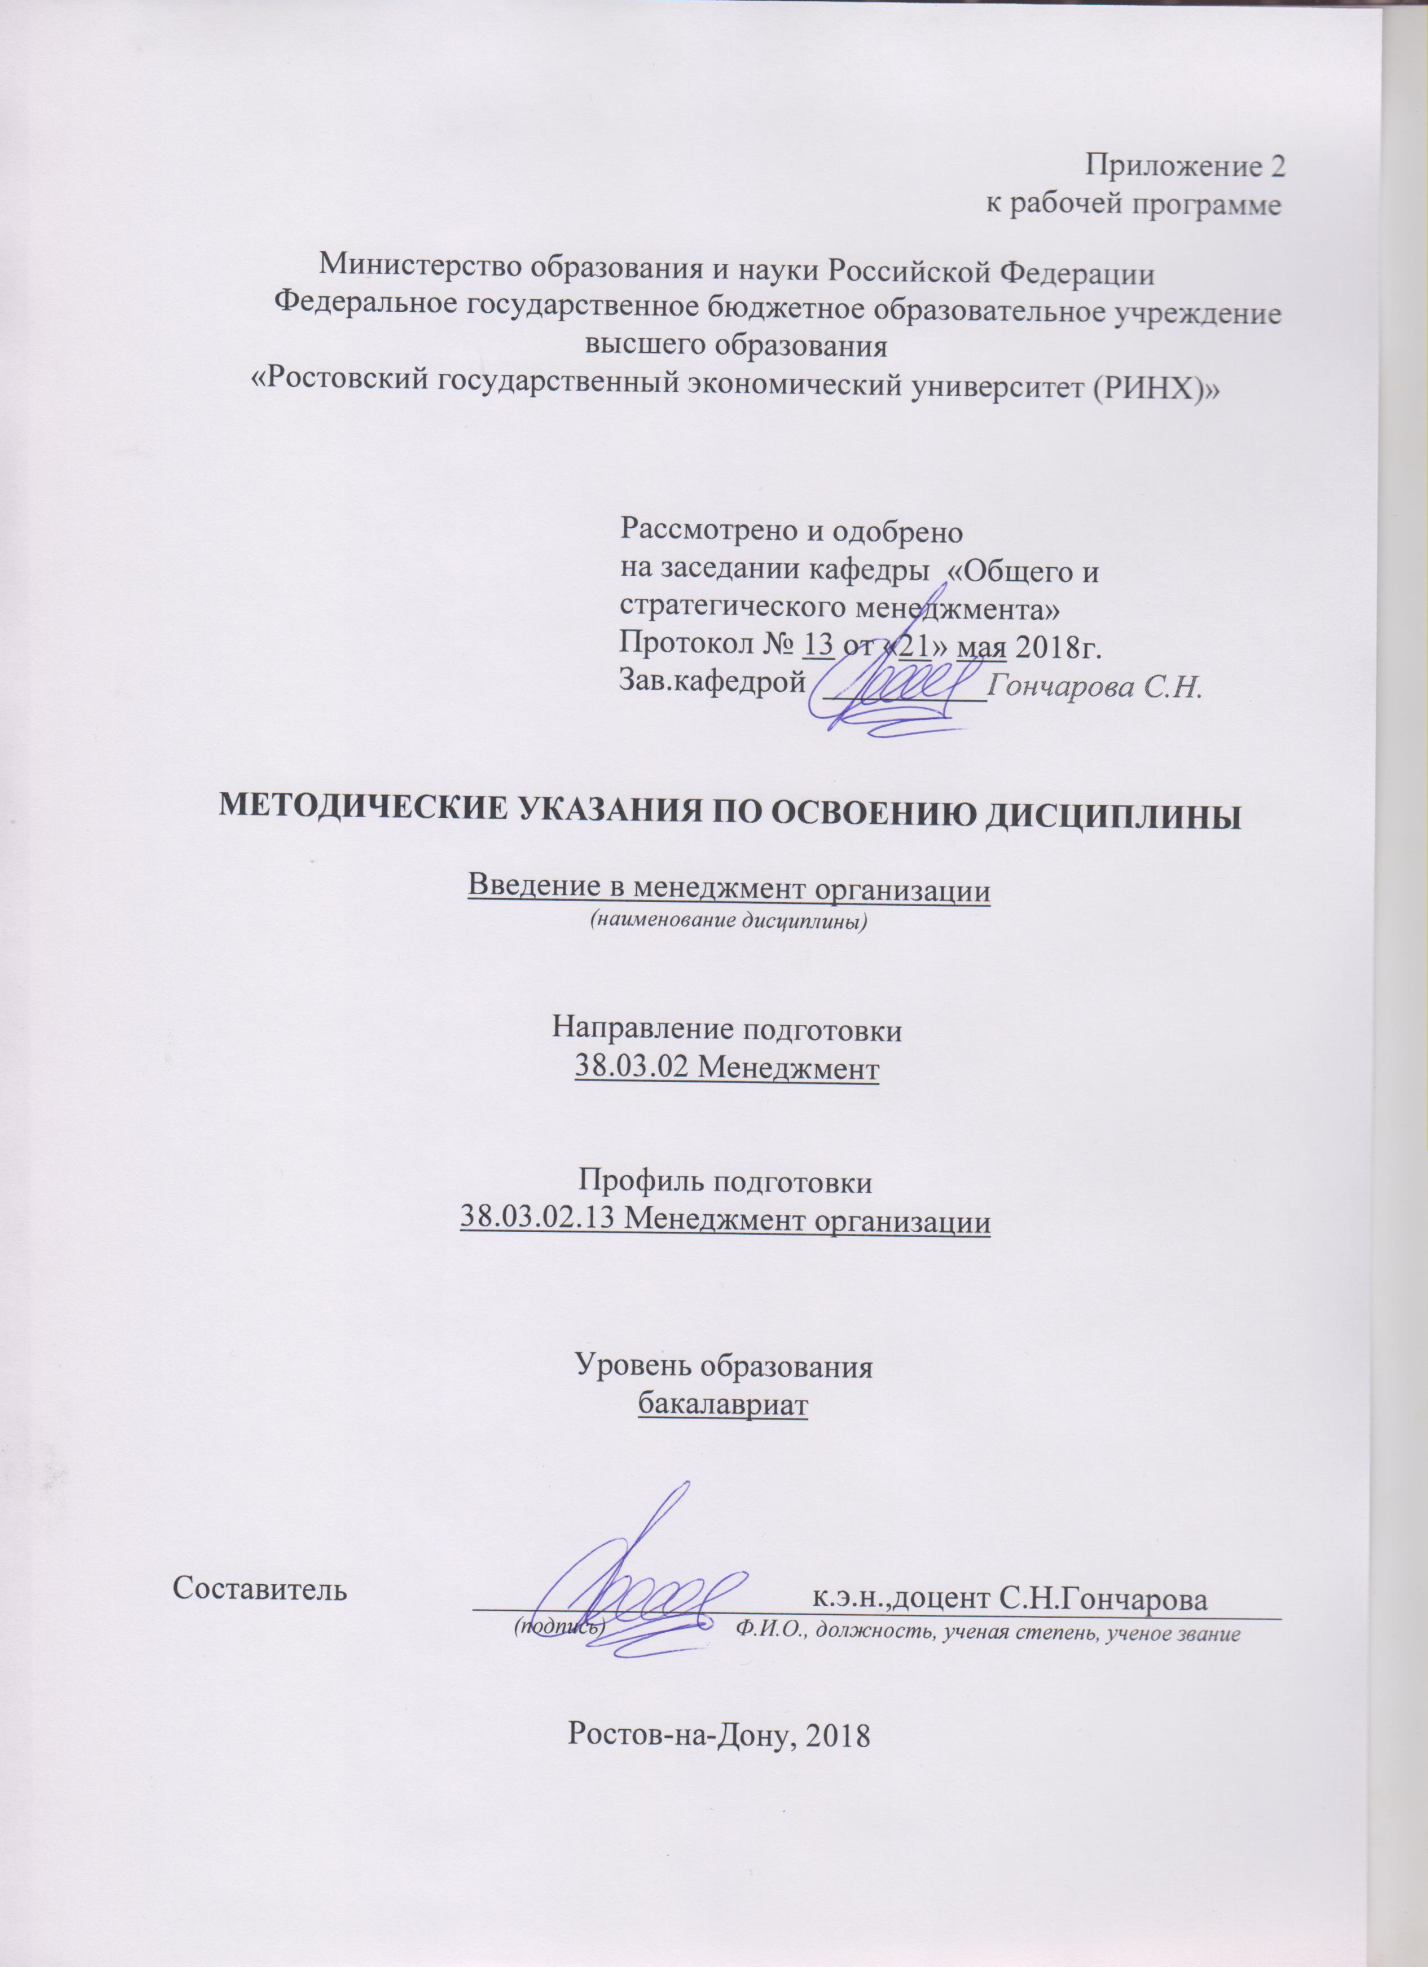 Приложение 2
к рабочей программе
Министерство образования и науки Российской Федерации
Федеральное государственное бюджетное образовательное учреждение
высшего образования
«Ростовский государственный экономический университет (РИНХ)»
Рассмотрено и одобрено
на заседании кафедры «Общего и
стратегического менеджмента»
Протокол № 13 от «21» мая 2018г.
Зав.кафедрой __________Гончарова С.Н.
МЕТОДИЧЕСКИЕ УКАЗАНИЯ ПО ОСВОЕНИЮ ДИСЦИПЛИНЫ
Введение в менеджмент организации
(наименование дисциплины)
Направление подготовки
38.03.02 Менеджмент
Профиль подготовки
38.03.02.13 Менеджмент организации
Уровень образования
бакалавриат
Составитель к.э.н.,доцент С.Н.Гончарова
(подпись) Ф.И.О., должность, ученая степень, ученое звание
Ростов-на-Дону, 2018